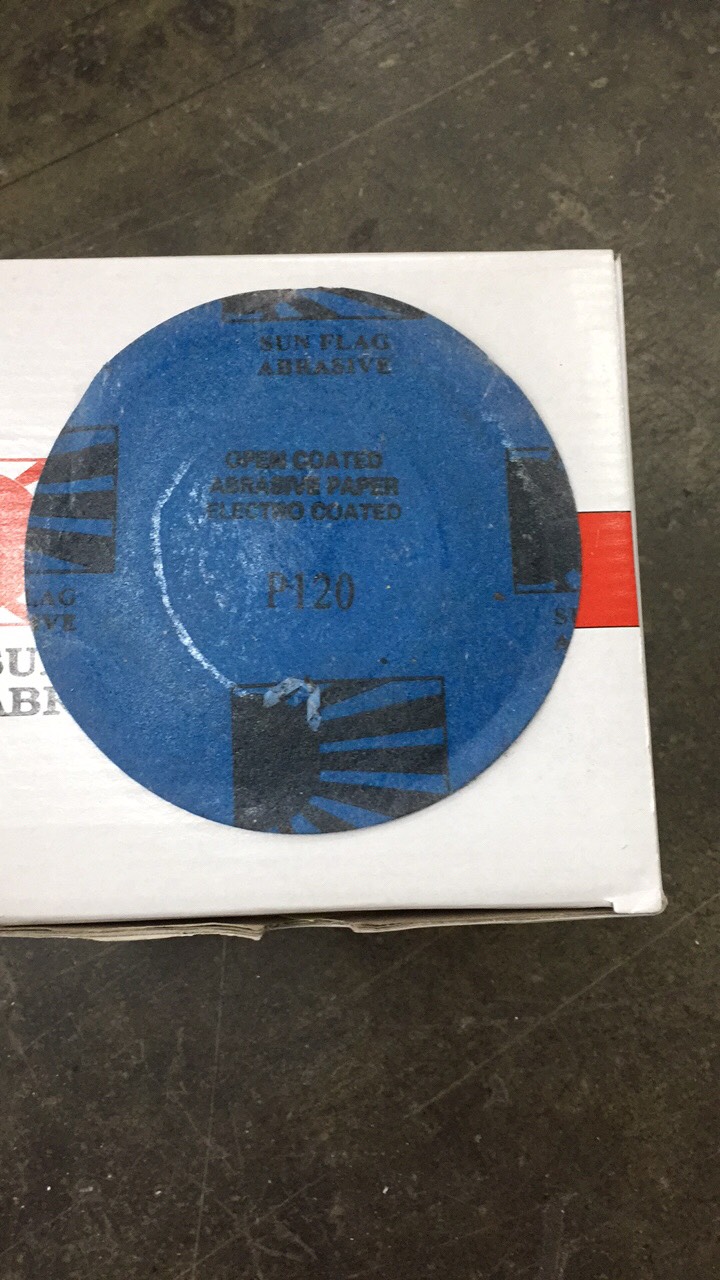 SUN FLAG
ABRASIVE
OPEN COATED
ABRASIVE PAPER
ELECTRO COATED
P120